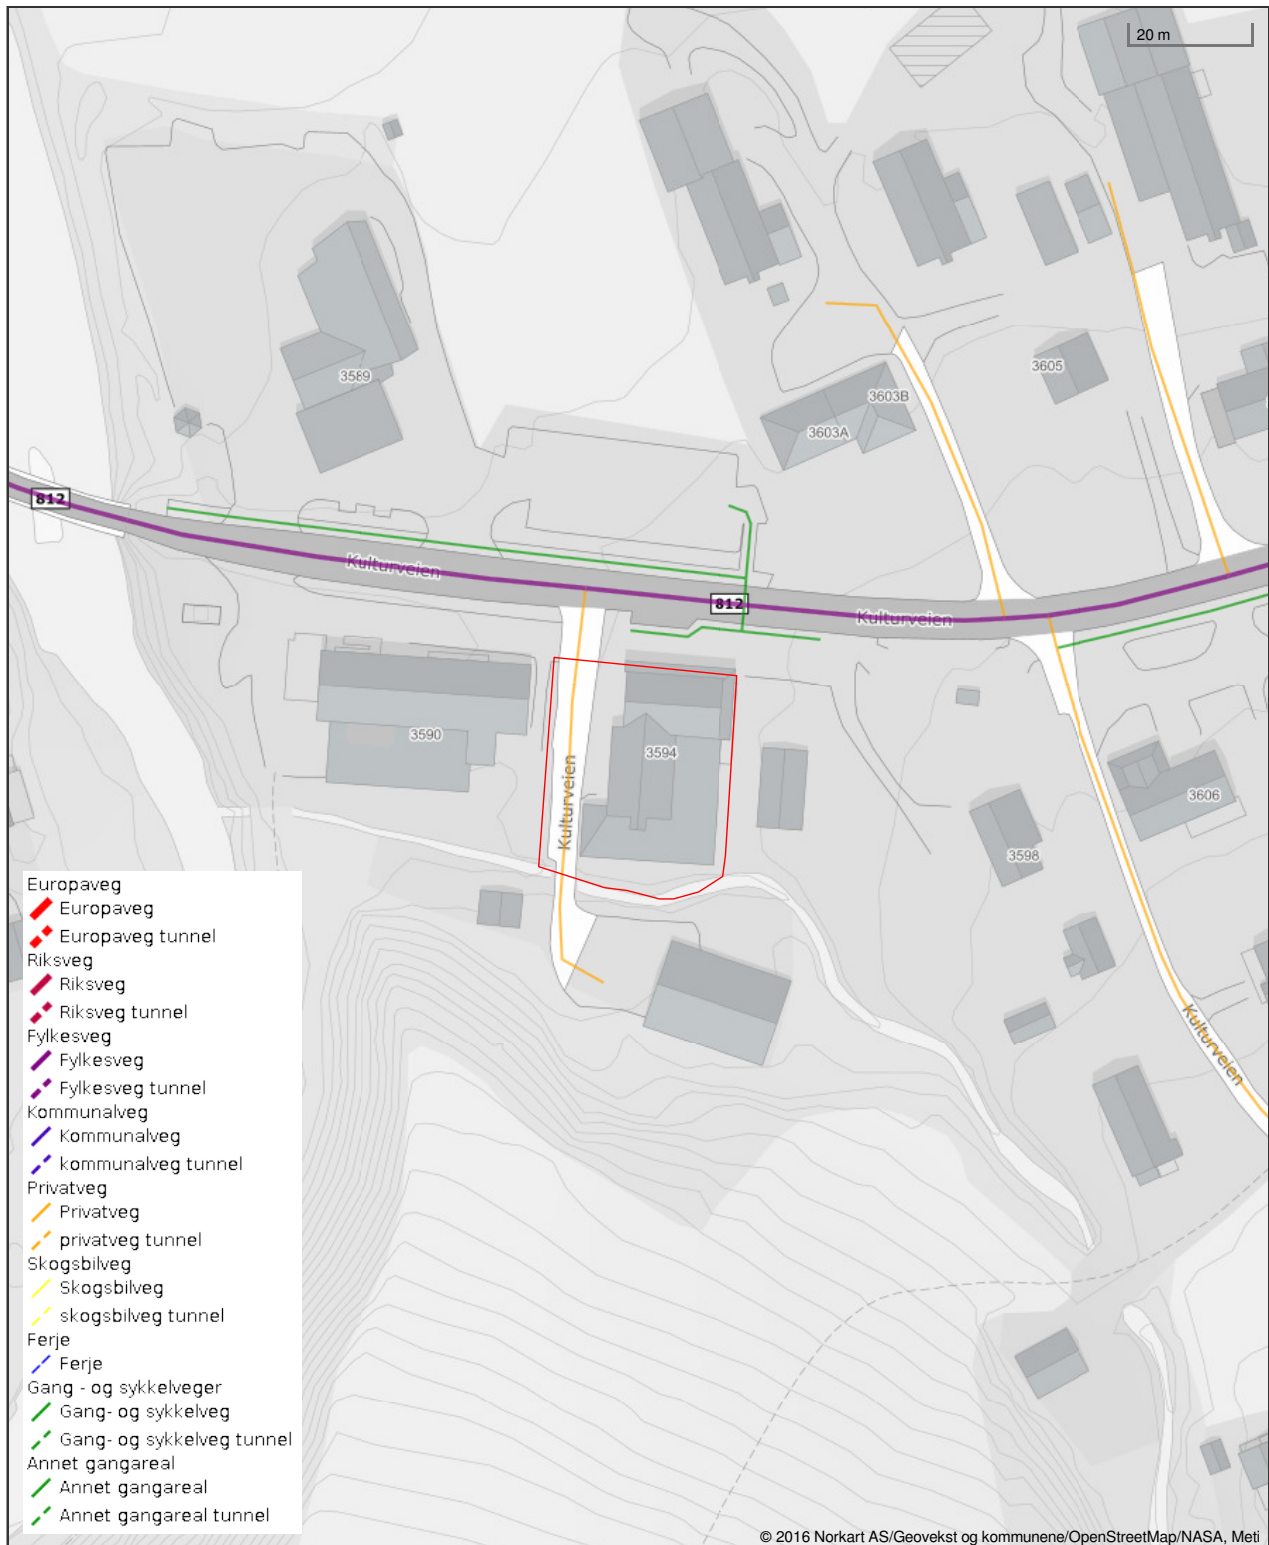 20 m
3589
3605
3603B
3603A
812
Kulturveien
812
Kulturveien
3590
3594
Kulturveien
3606
3598
Kulturveien
Europaveg
Europaveg
Europaveg tunnel
Riksveg
Riksveg
Riksveg tunnel
Fylkesveg
Fylkesveg
Fylkesveg tunnel
Kommunalveg
Kommunalveg
kommunalveg tunnel
Privatveg
Privatveg
privatveg tunnel
Skogsbilveg
Skogsbilveg
skogsbilveg tunnel
Ferje
Ferje
Gang - og sykkelveger
Gang- og sykkelveg
Gang- og sykkelveg tunnel
Annet gangareal
Annet gangareal
Annet gangareal tunnel
© 2016 Norkart AS/Geovekst og kommunene/OpenStreetMap/NASA, Meti